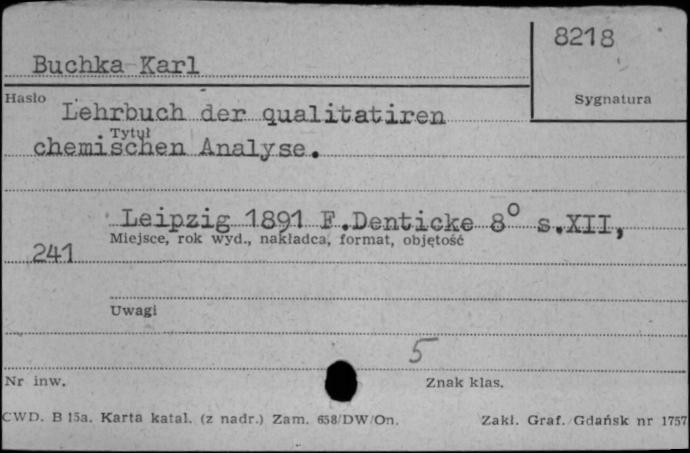 8218
Buchka Karl
Hasło
Sygnatura
Lehrbuch der qualitatiren
Tytuł
chemischen Analyse.
Leipzig 1891 F.Denticke 8° s.XII,
Miejsce, rok wyd., nakładca, format, objętość
241
Uwagi
5
Nr inw.
Znak klas.
CWD. B 15a. Karta katal. (z nadr.) Zam. 658/DW/On.
Zakł. Graf. Gdańsk nr 1757